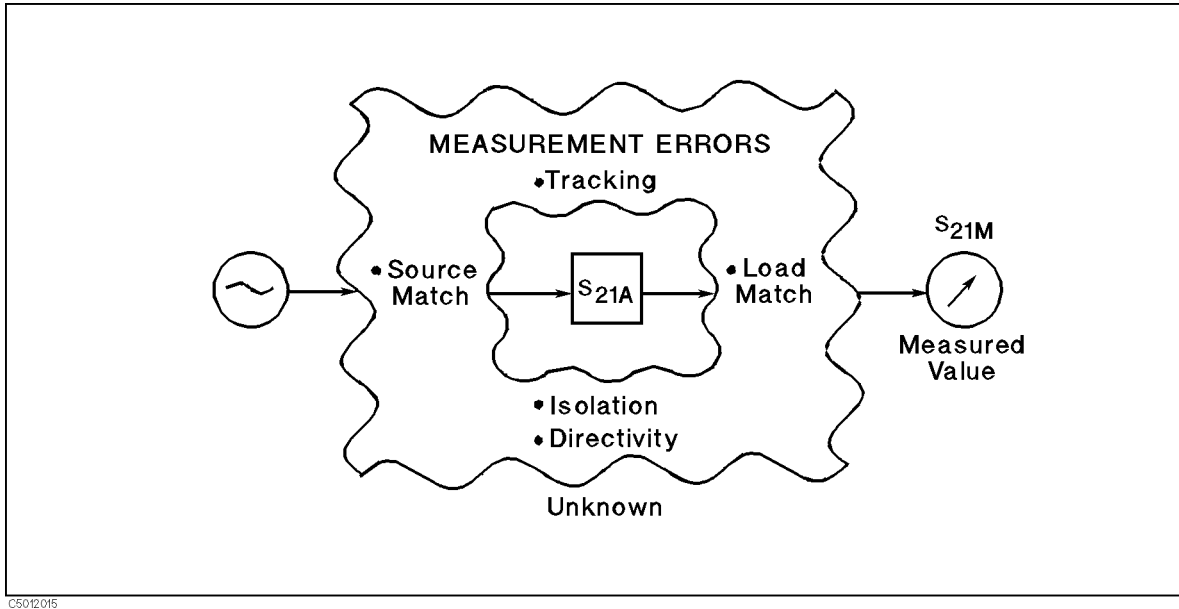 MEASUREMENT ERRORS
•Tracking
• Source
Match
S21A
• Load
Match
S21M
Measured
Value
• Isolation
• Directivity
Unknown
C5012015